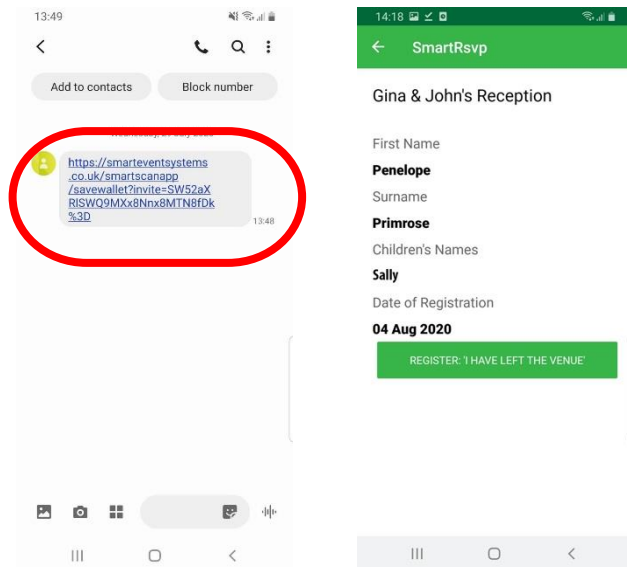 13:49
Add to contacts
Block number
https://smarteventsystems
.co.uk/smartscanapp
/savewallet?invite=SW52aX
RlSWQ9MXx8Nnx8MTN8fDk
%3D
13:48
14:18
SmartRsvp
Gina & John's Reception
First Name
Penelope
Surname
Primrose
Children's Names
Sally
Date of Registration
04 Aug 2020
REGISTER: 'I HAVE LEFT THE VENUE'